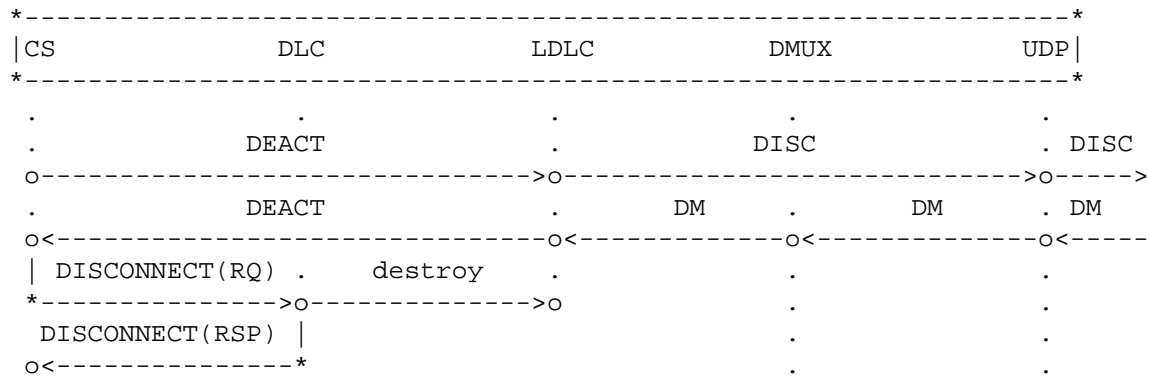 *-----------------------------------------------------------------*
|CS              DLC             LDLC           DMUX            UDP|
*-----------------------------------------------------------------*
 .                .               .              .               .
 .             DEACT              .            DISC              . DISC
 o------------------------------->o----------------------------->o----->
 .             DEACT              .       DM     .       DM      . DM
 o<-------------------------------o<-------------o<--------------o<-----
 | DISCONNECT(RQ) .    destroy    .              .               .
 *--------------->o-------------->o              .               .
  DISCONNECT(RSP) |                              .               .
 o<---------------*                              .               .